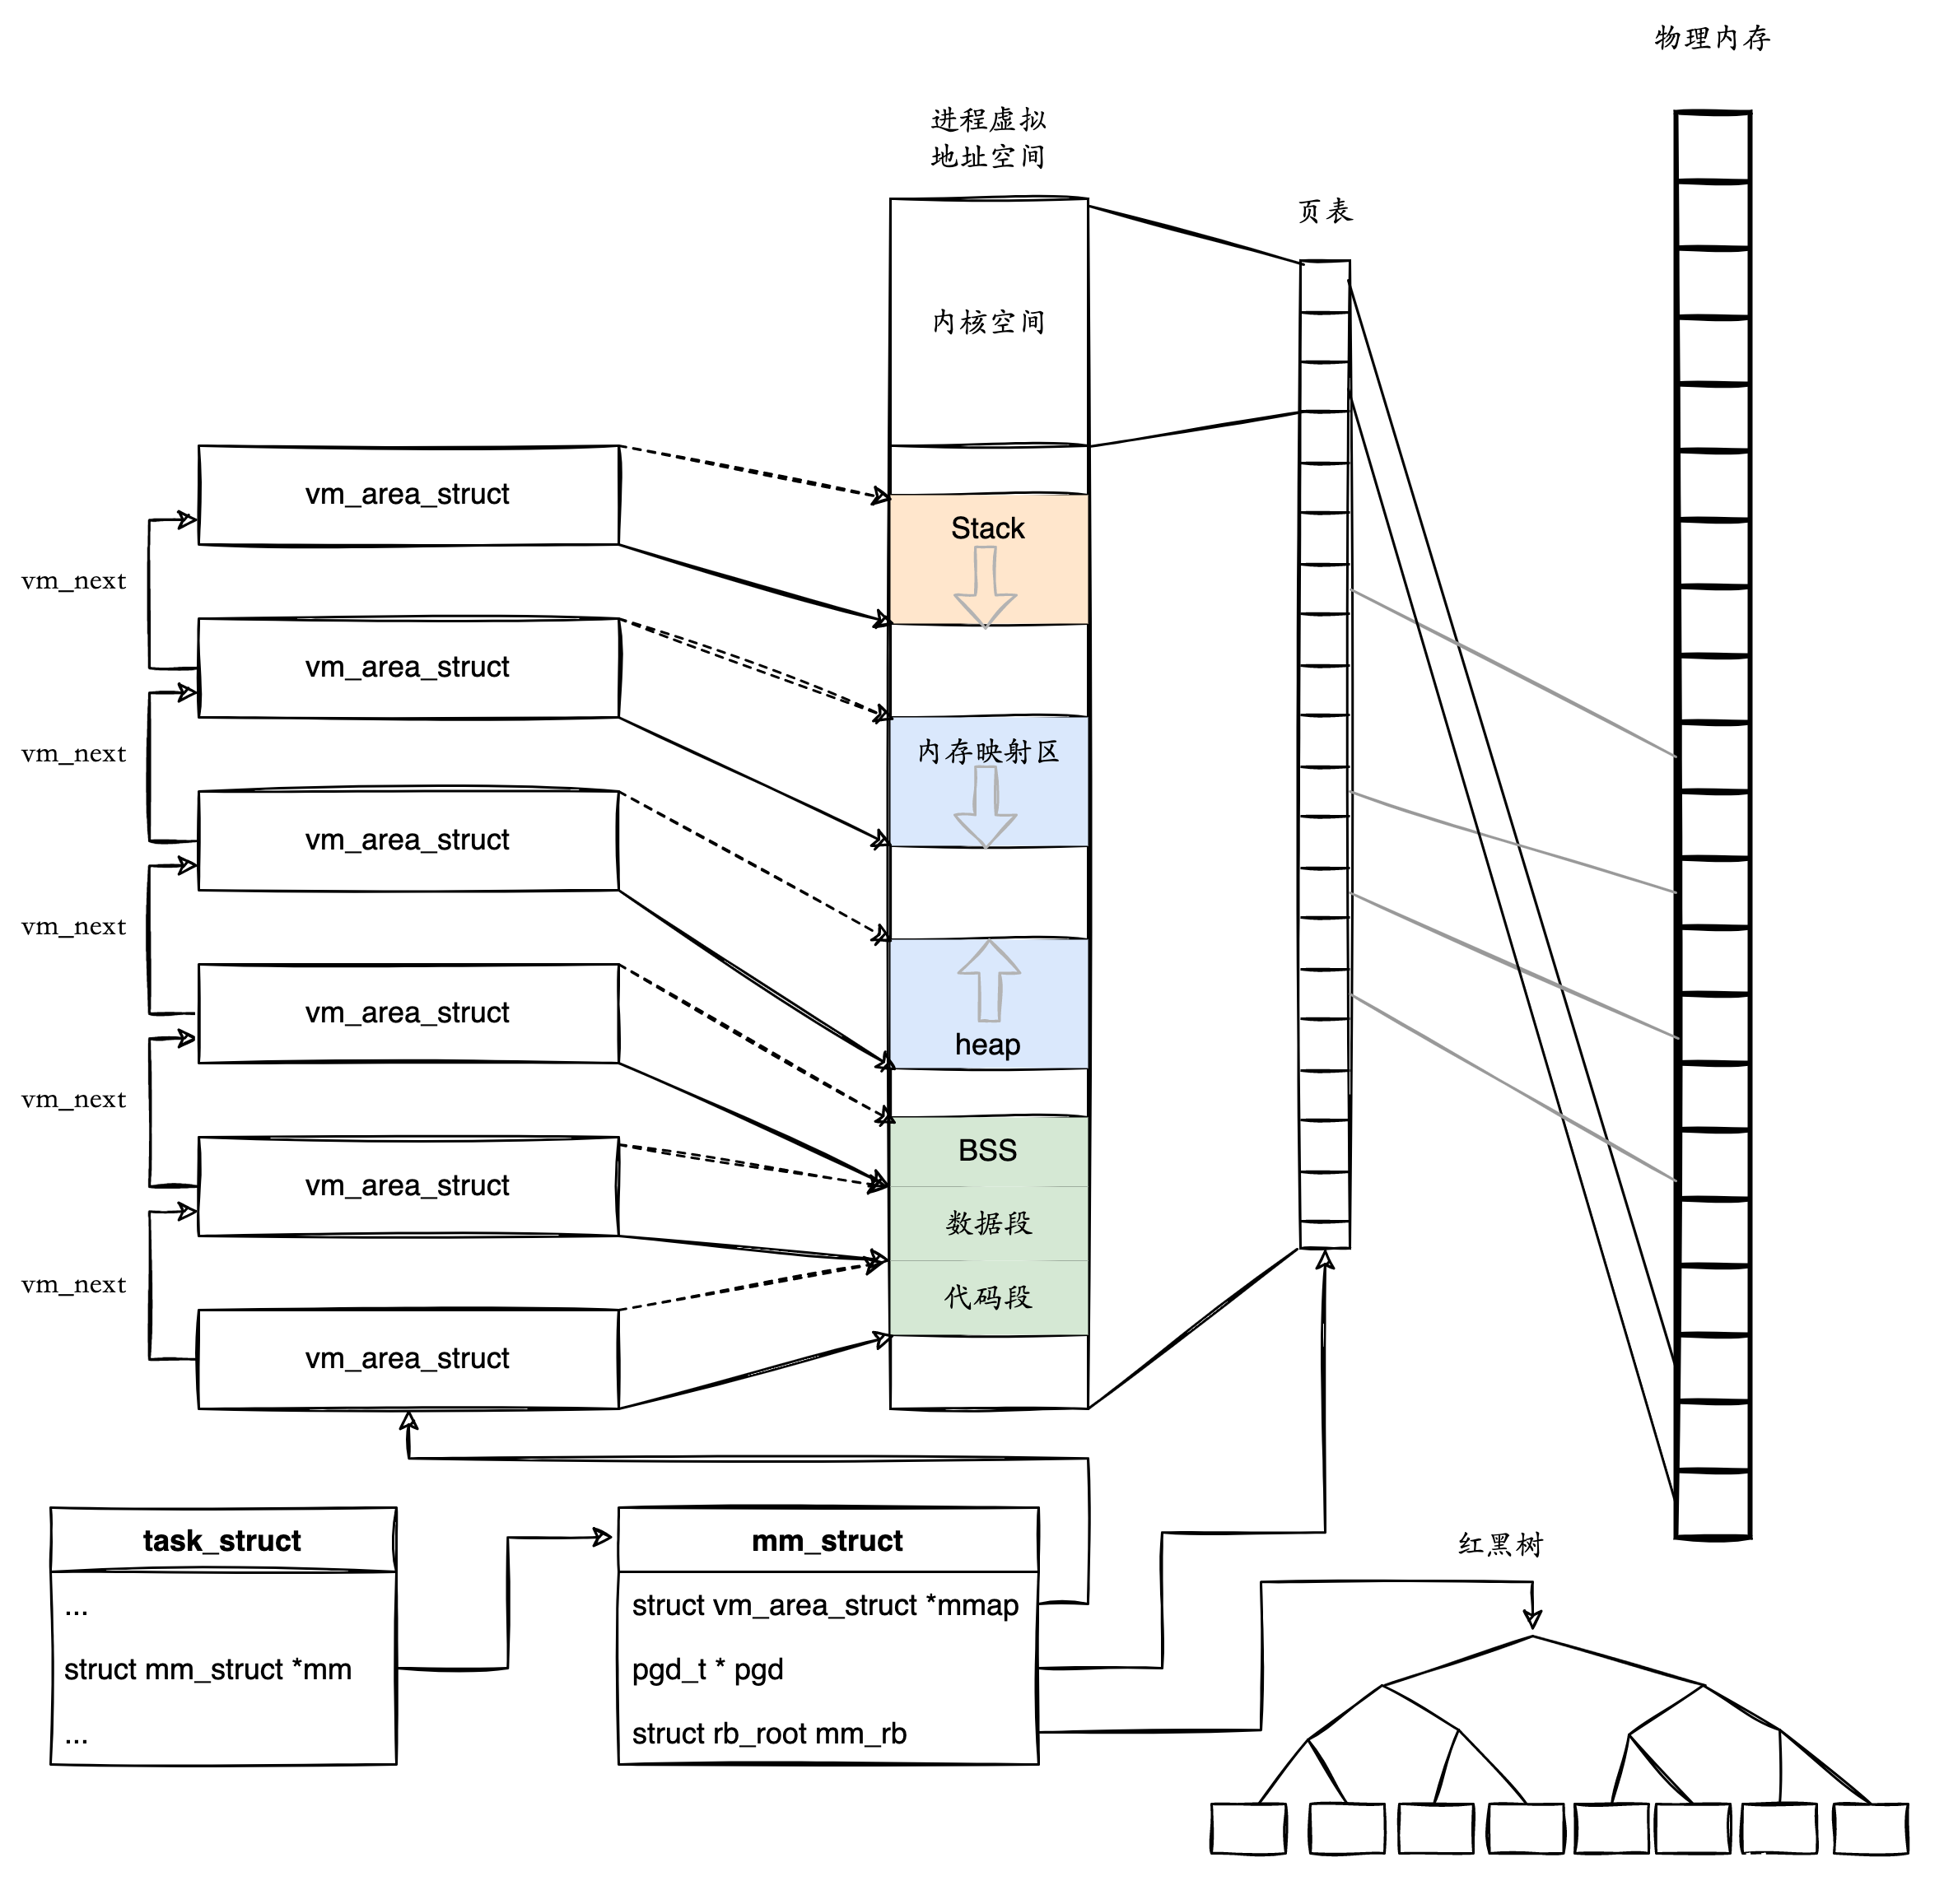 物理内存
进程虚拟
地址空间
页表
内核空间
vm_area_struct
Stack
vm_next
vm_area_struct
vm_next
内存映射区
vm_area_struct
vm_next
vm_area_struct
heap
vm_next
BSS
vm_area_struct
数据段
vm_next
代码段
vm_area_struct
task_struct
...
struct mm_struct *mm
...
mm_struct
struct vm_area_struct *mmap
pgd_t * pgd
struct rb_root mm_rb
红黑树